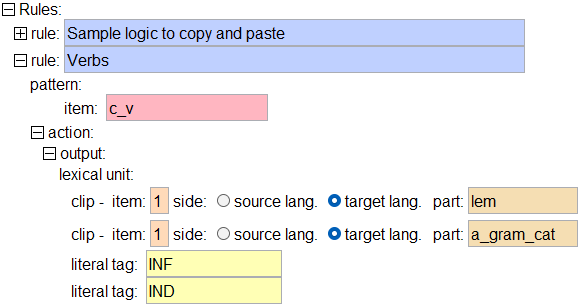 Rules:
rule: Sample logic to copy and paste
rule: Verbs
pattern:
item: c_v
action:
output:
lexical unit:
clip - item: 1 side: source lang. target lang. part: lem
clip - item: 1 side: source lang. target lang. part: a_gram_cat
literal tag: INF
literal tag: IND